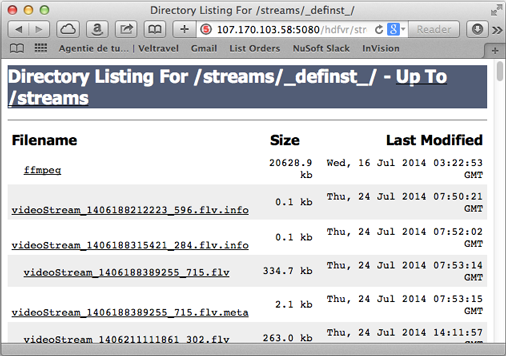 Directory Listing For /streams/_definst_/
107.170.103.58:5080/hdfvr/str
Reader
Agentie de tu... | Veltravel
Gmail
List Orders
NuSoft Slack
InVision
Directory Listing For /streams/_definst_/ - Up To
/streams
Filename Size Last Modified
ffmpeg 20628.9 kb Wed, 16 Jul 2014 03:22:53 GMT
videoStream_1406188212223_596.flv.info 0.1 kb Thu, 24 Jul 2014 07:50:21 GMT
videoStream_1406188315421_284.flv.info 0.1 kb Thu, 24 Jul 2014 07:52:02 GMT
videoStream_1406188389255_715.flv 334.7 kb Thu, 24 Jul 2014 07:53:14 GMT
videoStream_1406188389255_715.flv.meta 2.1 kb Thu, 24 Jul 2014 07:53:15 GMT
videoStream_1406211111861_302.flv 263.0 kb Thu, 24 Jul 2014 14:11:57